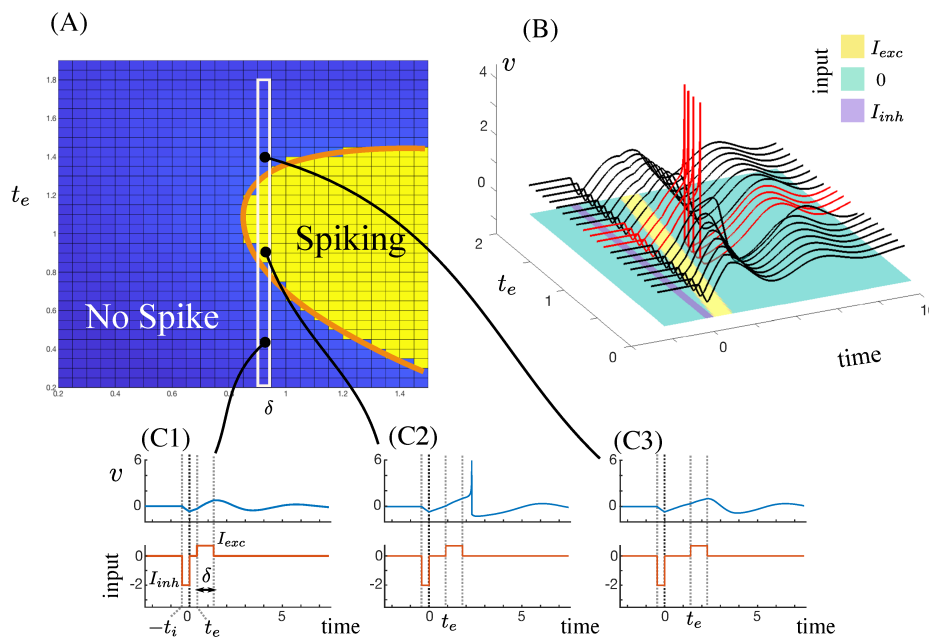 (A)
1.8
1.6
1.4
1.2
1
0.8
0.6
0.4
0.2
t_e
No Spike
Spiking
0.2 0.4 0.6 0.8 1 1.2 1.4
δ
(B)
v
4
2
0
-2
2
1
0
t_e
0
10
time
input
I_exc
0
I_inh
(C1)
6
v
0
input
0
-2
I_inh
I_exc
δ
0 5
-t_i t_e time
(C2)
6
0
0
-2
0 5
t_e time
(C3)
6
0
0
-2
0 5
t_e time